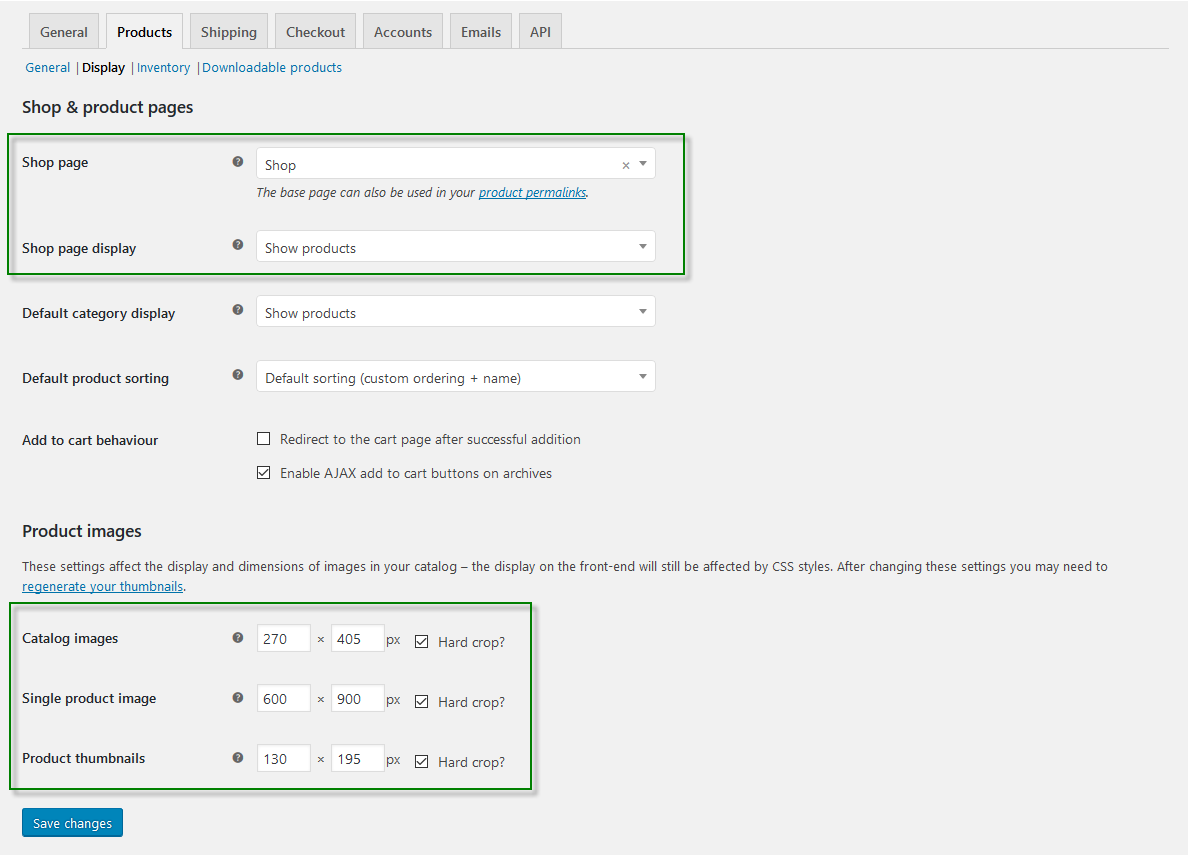 General Products Shipping Checkout Accounts Emails API
General | Display | Inventory | Downloadable products
Shop & product pages
Shop page ? Shop × 
The base page can also be used in your product permalinks.
Shop page display ? Show products
Default category display ? Show products
Default product sorting ? Default sorting (custom ordering + name)
Add to cart behaviour Redirect to the cart page after successful addition
Enable AJAX add to cart buttons on archives
Product images
These settings affect the display and dimensions of images in your catalog – the display on the front-end will still be affected by CSS styles. After changing these settings you may need to
regenerate your thumbnails.
Catalog images ? 270 × 405 px Hard crop?
Single product image ? 600 × 900 px Hard crop?
Product thumbnails ? 130 × 195 px Hard crop?
Save changes